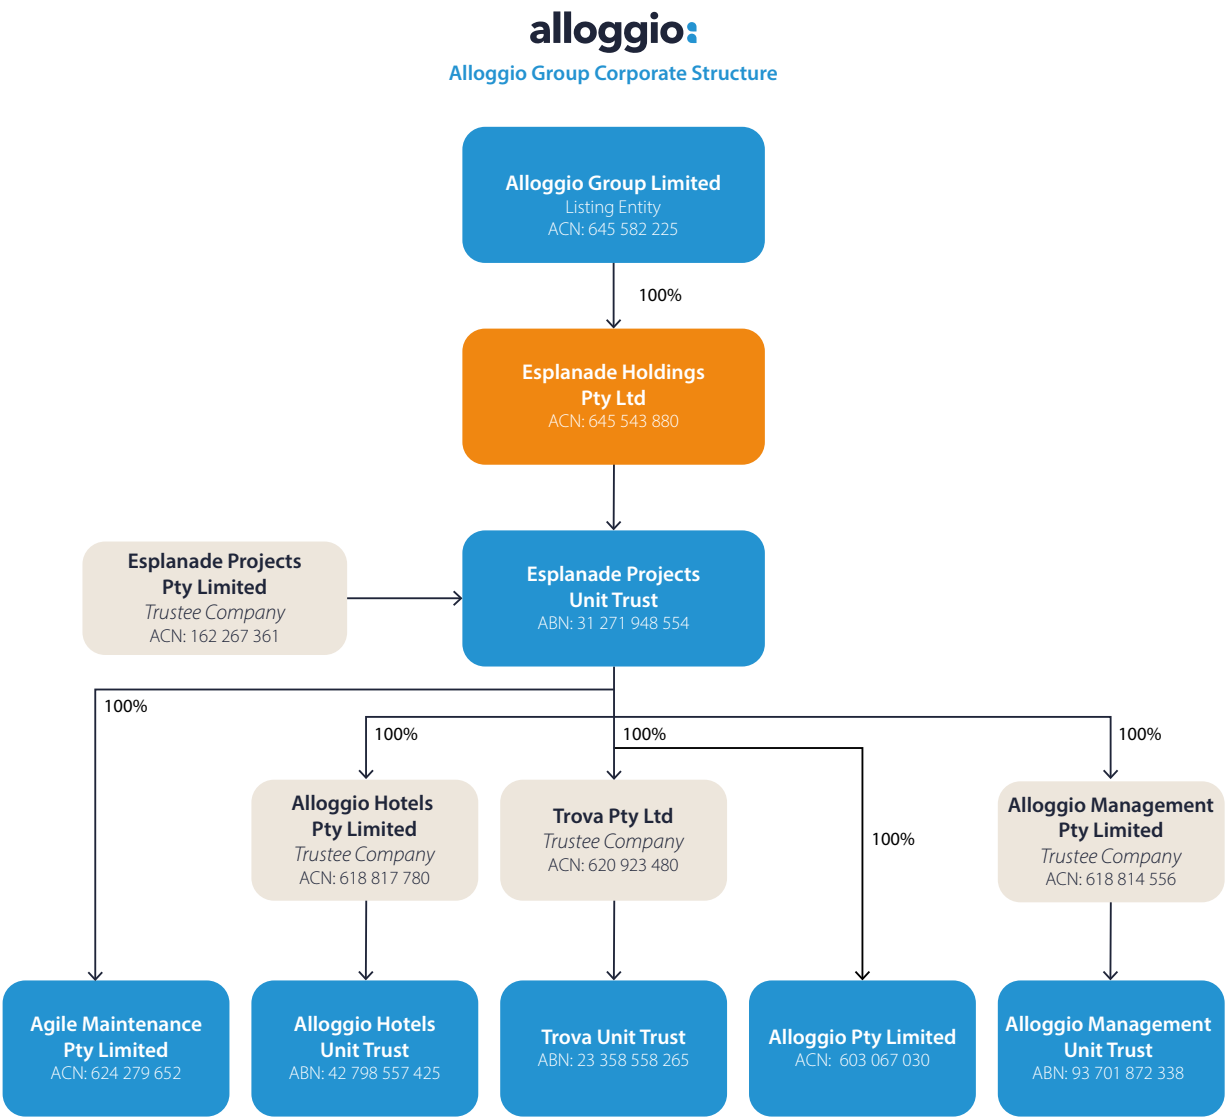 alloggio:
Alloggio Group Corporate Structure
Alloggio Group Limited
Listing Entity
ACN: 645 582 225
100%
Esplanade Holdings
Pty Ltd
ACN: 645 543 880
Esplanade Projects
Pty Limited
Trustee Company
ACN: 162 267 361
Esplanade Projects
Unit Trust
ABN: 31 271 948 554
100%
100%
100%
100%
Alloggio Hotels
Pty Limited
Trustee Company
ACN: 618 817 780
Trova Pty Ltd
Trustee Company
ACN: 620 923 480
100%
Alloggio Management
Pty Limited
Trustee Company
ACN: 618 814 556
Agile Maintenance
Pty Limited
ACN: 624 279 652
Alloggio Hotels
Unit Trust
ABN: 42 798 557 425
Trova Unit Trust
ABN: 23 358 558 265
Alloggio Pty Limited
ACN:  603 067 030
Alloggio Management
Unit Trust
ABN: 93 701 872 338